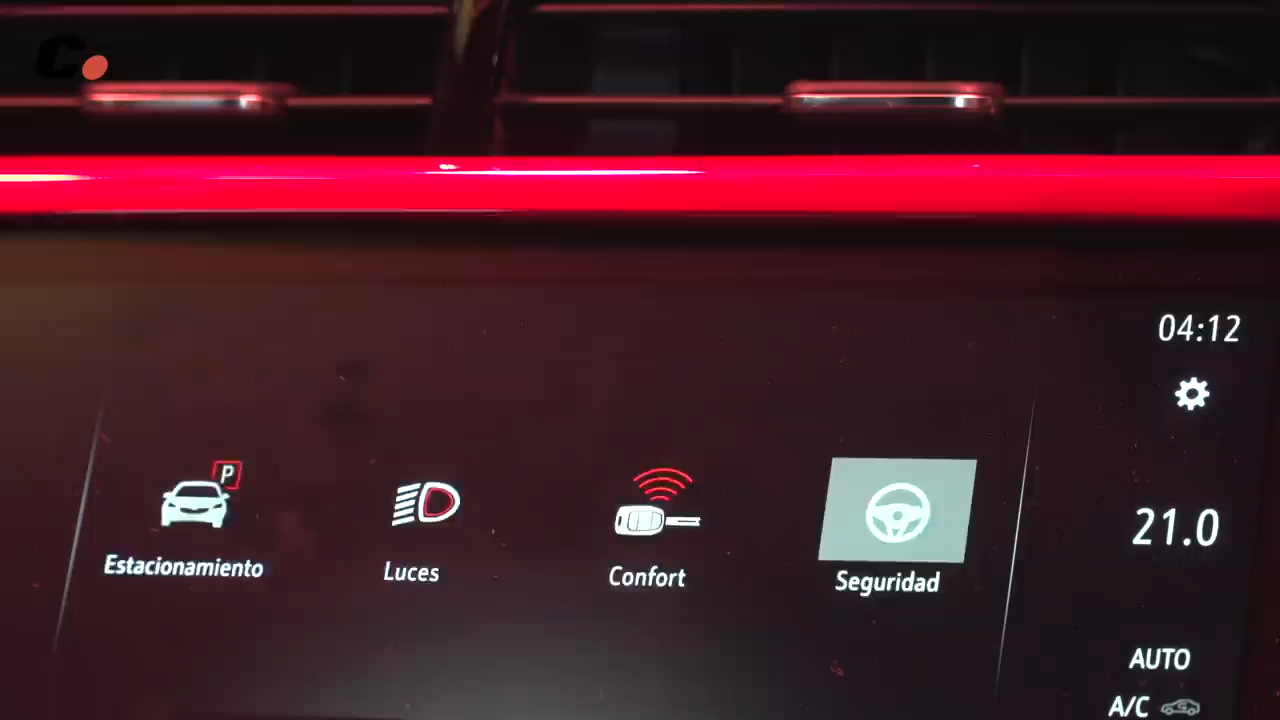 C.
04:12
P
Estacionamiento
Luces
Confort
Seguridad
21.0
AUTO
A/C